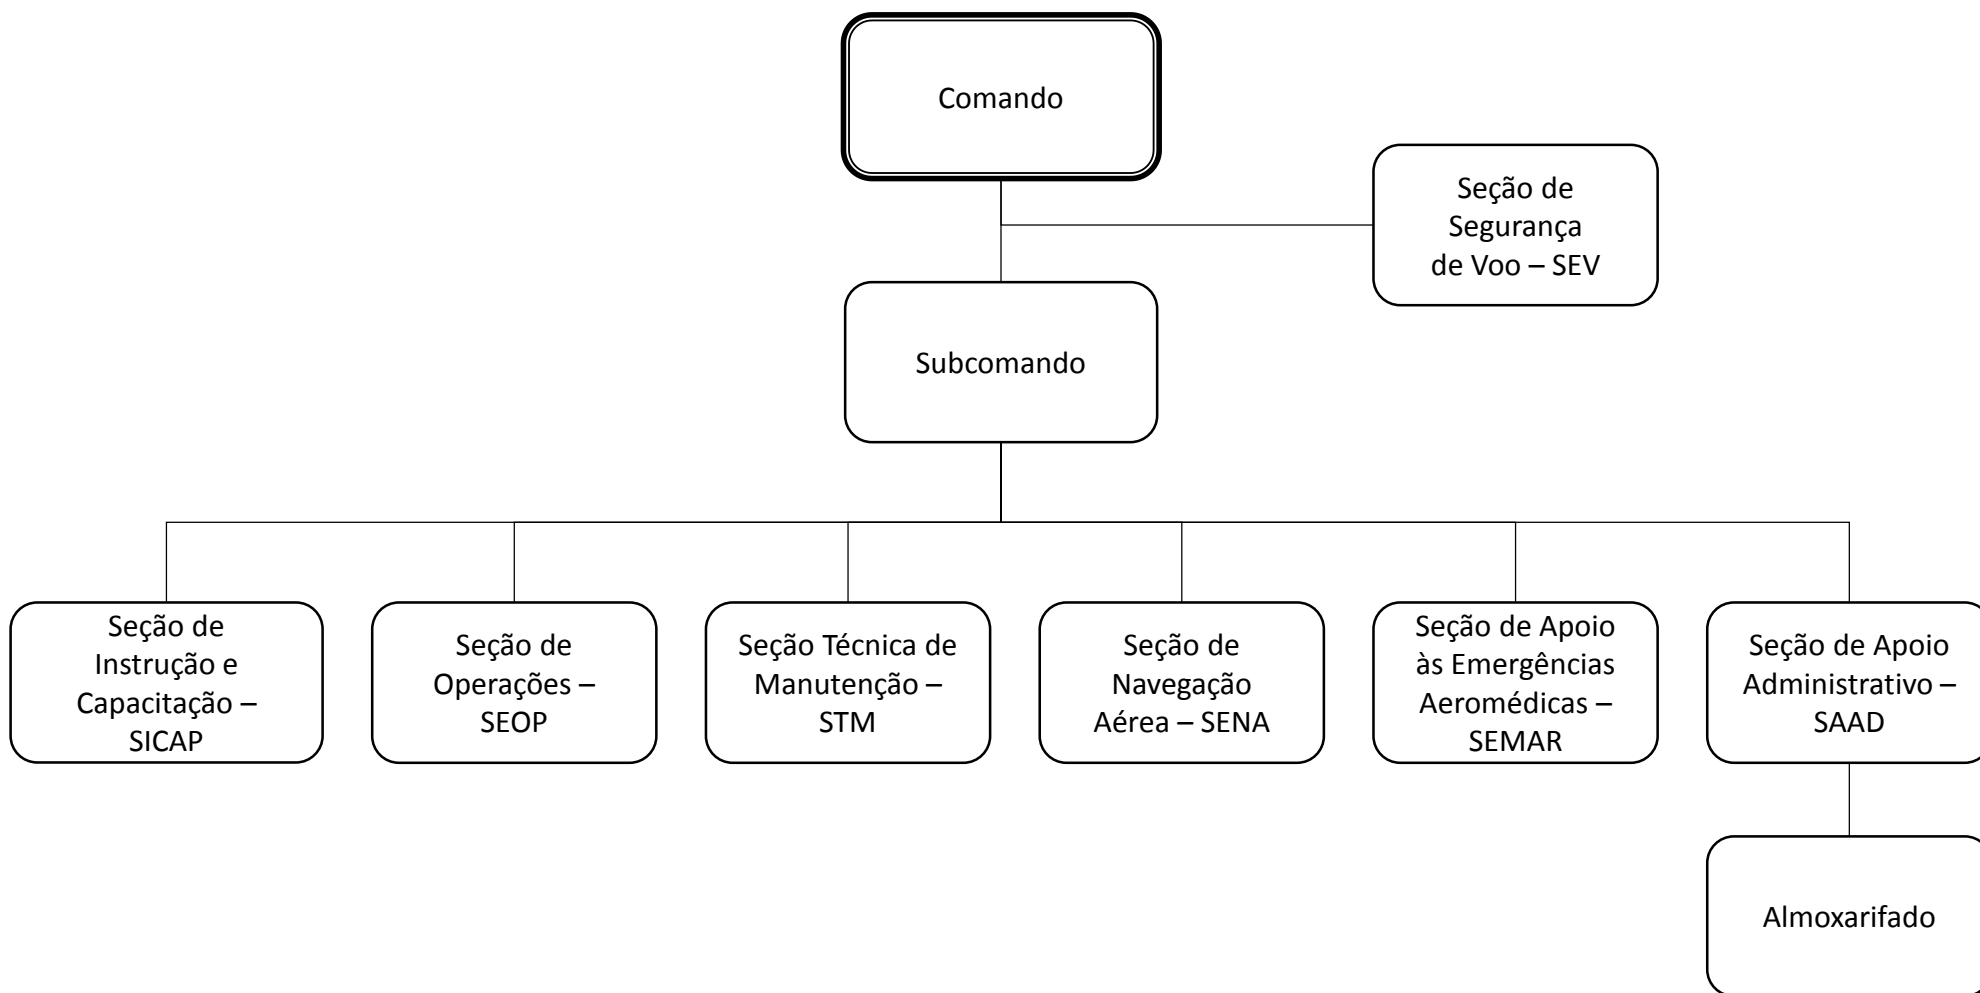 Comando
Seção de
Segurança
de Voo – SEV
Subcomando
Seção de
Instrução e
Capacitação –
SICAP
Seção de
Operações –
SEOP
Seção Técnica de
Manutenção –
STM
Seção de
Navegação
Aérea – SENA
Seção de Apoio
às Emergências
Aeromédicas –
SEMAR
Seção de Apoio
Administrativo –
SAAD
Almoxarifado